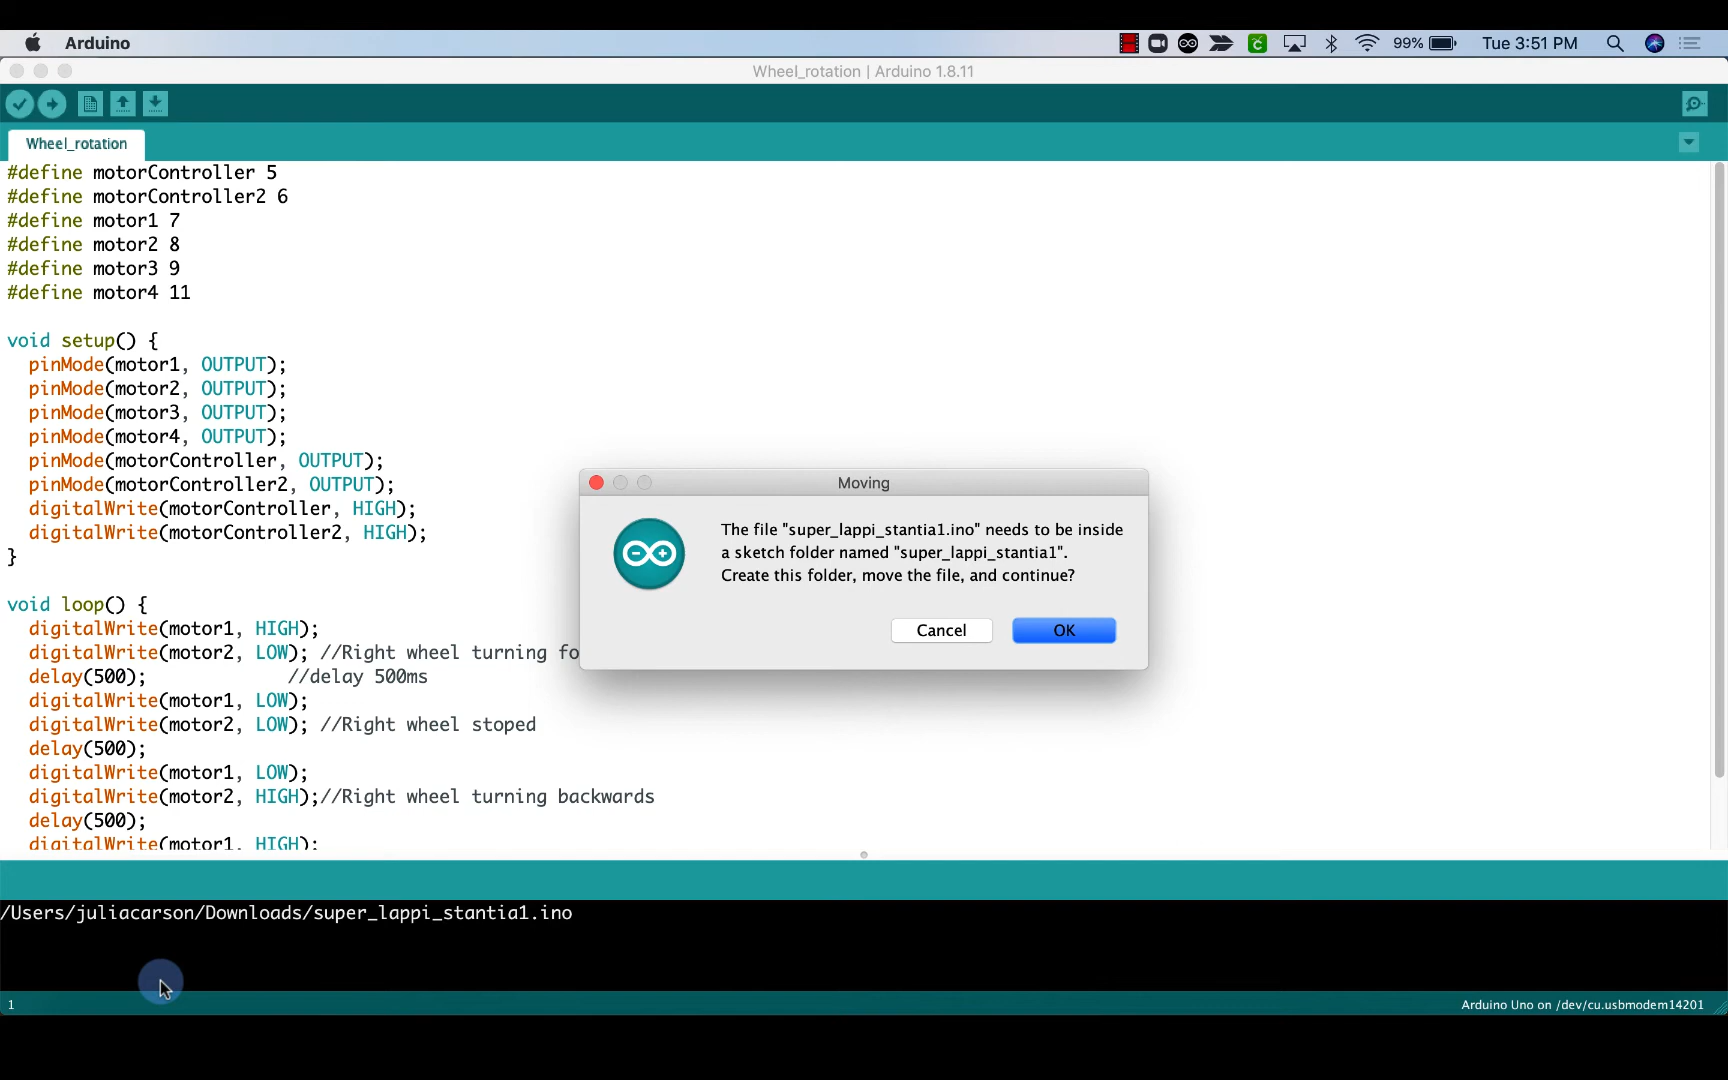 Arduino
99%
Tue 3:51 PM
Wheel_rotation | Arduino 1.8.11
Wheel_rotation
#define motorController 5
#define motorController2 6
#define motor1 7
#define motor2 8
#define motor3 9
#define motor4 11
void setup() {
pinMode(motor1, OUTPUT);
pinMode(motor2, OUTPUT);
pinMode(motor3, OUTPUT);
pinMode(motor4, OUTPUT);
pinMode(motorController, OUTPUT);
pinMode(motorController2, OUTPUT);
digitalWrite(motorController, HIGH);
digitalWrite(motorController2, HIGH);
}
void loop() {
digitalWrite(motor1, HIGH);
digitalWrite(motor2, LOW); //Right wheel turning fo
delay(500); //delay 500ms
digitalWrite(motor1, LOW);
digitalWrite(motor2, LOW); //Right wheel stoped
delay(500);
digitalWrite(motor1, LOW);
digitalWrite(motor2, HIGH);//Right wheel turning backwards
delay(500);
digitalWrite(motor1, HIGH);
Moving
The file "super_lappi_stantia1.ino" needs to be inside
a sketch folder named "super_lappi_stantia1".
Create this folder, move the file, and continue?
Cancel
OK
/Users/juliacarson/Downloads/super_lappi_stantia1.ino
1
Arduino Uno on /dev/cu.usbmodem14201